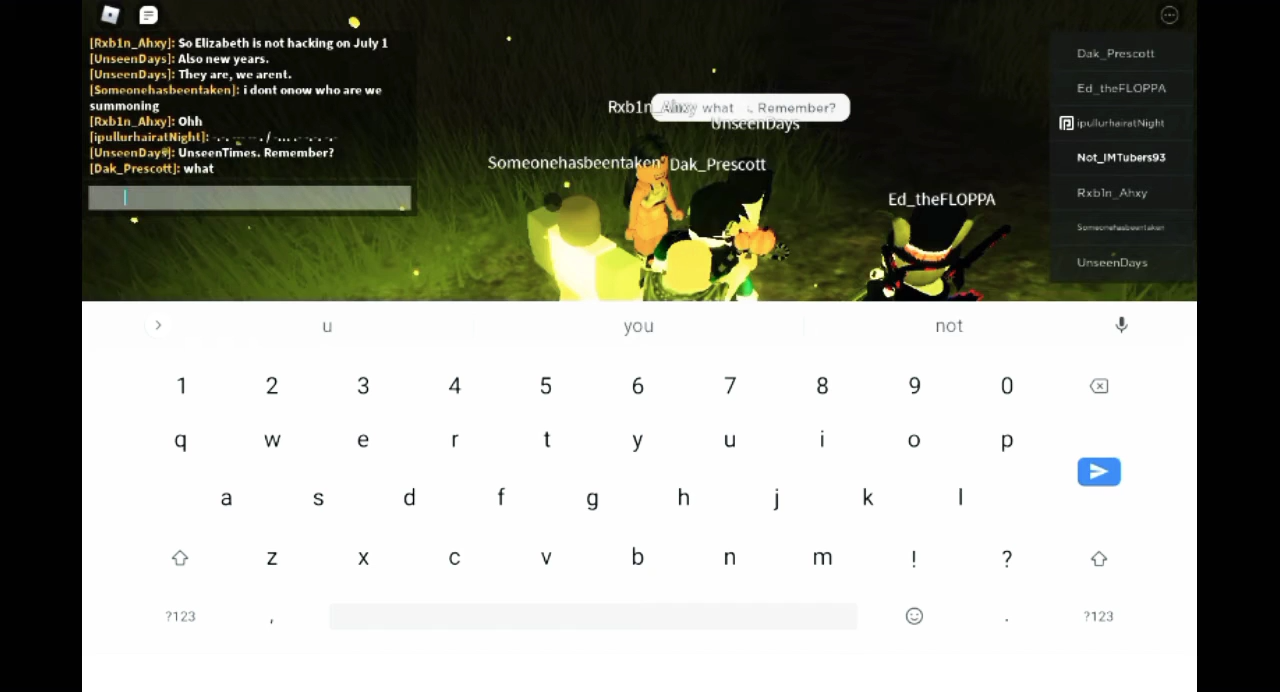 [Rxb1n_Ahxy]: So Elizabeth is not hacking on July 1
[UnseenDays]: Also new years.
[UnseenDays]: They are, we arent.
[Someonehasbeentaken]: i dont onow who are we
summoning
[Rxb1n_Ahxy]: Ohh
[ipullurhairatNight]:
[UnseenDays]: UnseenTimes. Remember?
[Dak_Prescott]: what
Rxb1n_Ahxy
what
Remember?
UnseenDays
Someonehasbeentaken
Dak_Prescott
Ed_theFLOPPA
Dak_Prescott
Ed_theFLOPPA
ipullurhairatNight
Not_IMTubers93
Rxb1n_Ahxy
Someonehasbeentaken
UnseenDays
u you not
1 2 3 4 5 6 7 8 9 0
q w e r t y u i o p
a s d f g h j k l
z x c v b n m ! ?
?123 , . ?123